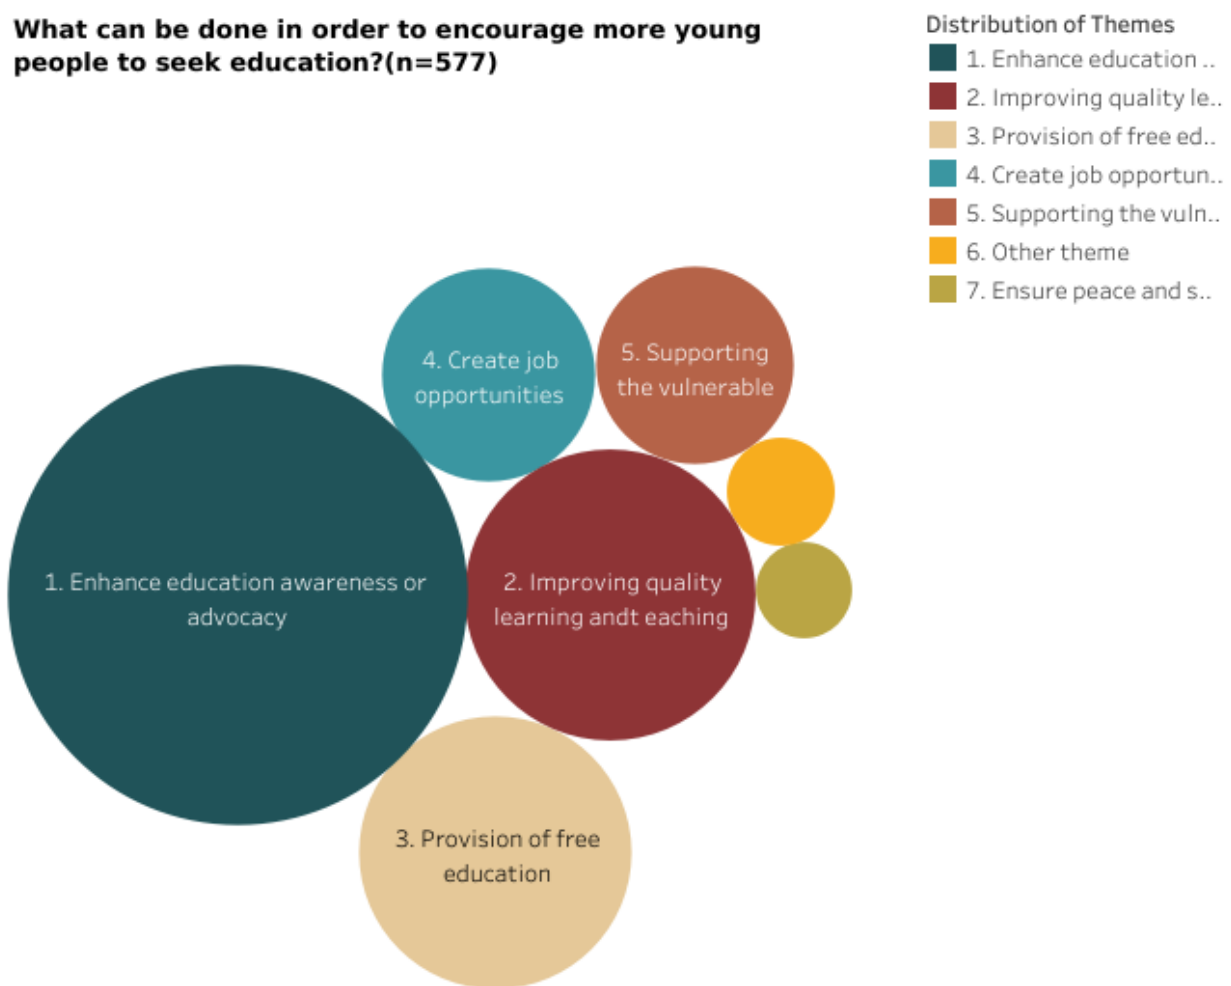 What can be done in order to encourage more young
people to seek education?(n=577)
Distribution of Themes
1. Enhance education ..
2. Improving quality le..
3. Provision of free ed..
4. Create job opportun..
5. Supporting the vuln..
6. Other theme
7. Ensure peace and s..
4. Create job
opportunities
5. Supporting
the vulnerable
1. Enhance education awareness or
advocacy
2. Improving quality
learning andt eaching
3. Provision of free
education